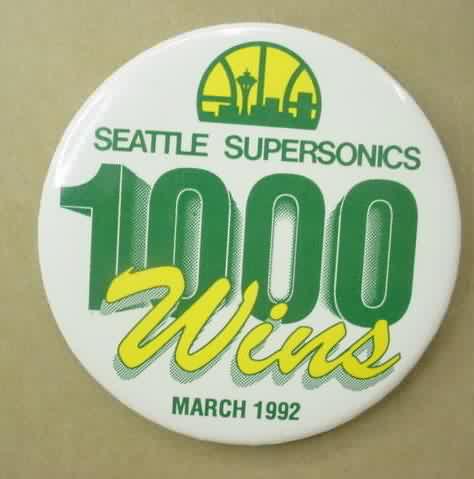 SEATTLE SUPERSONICS
1000
Wins
MARCH 1992